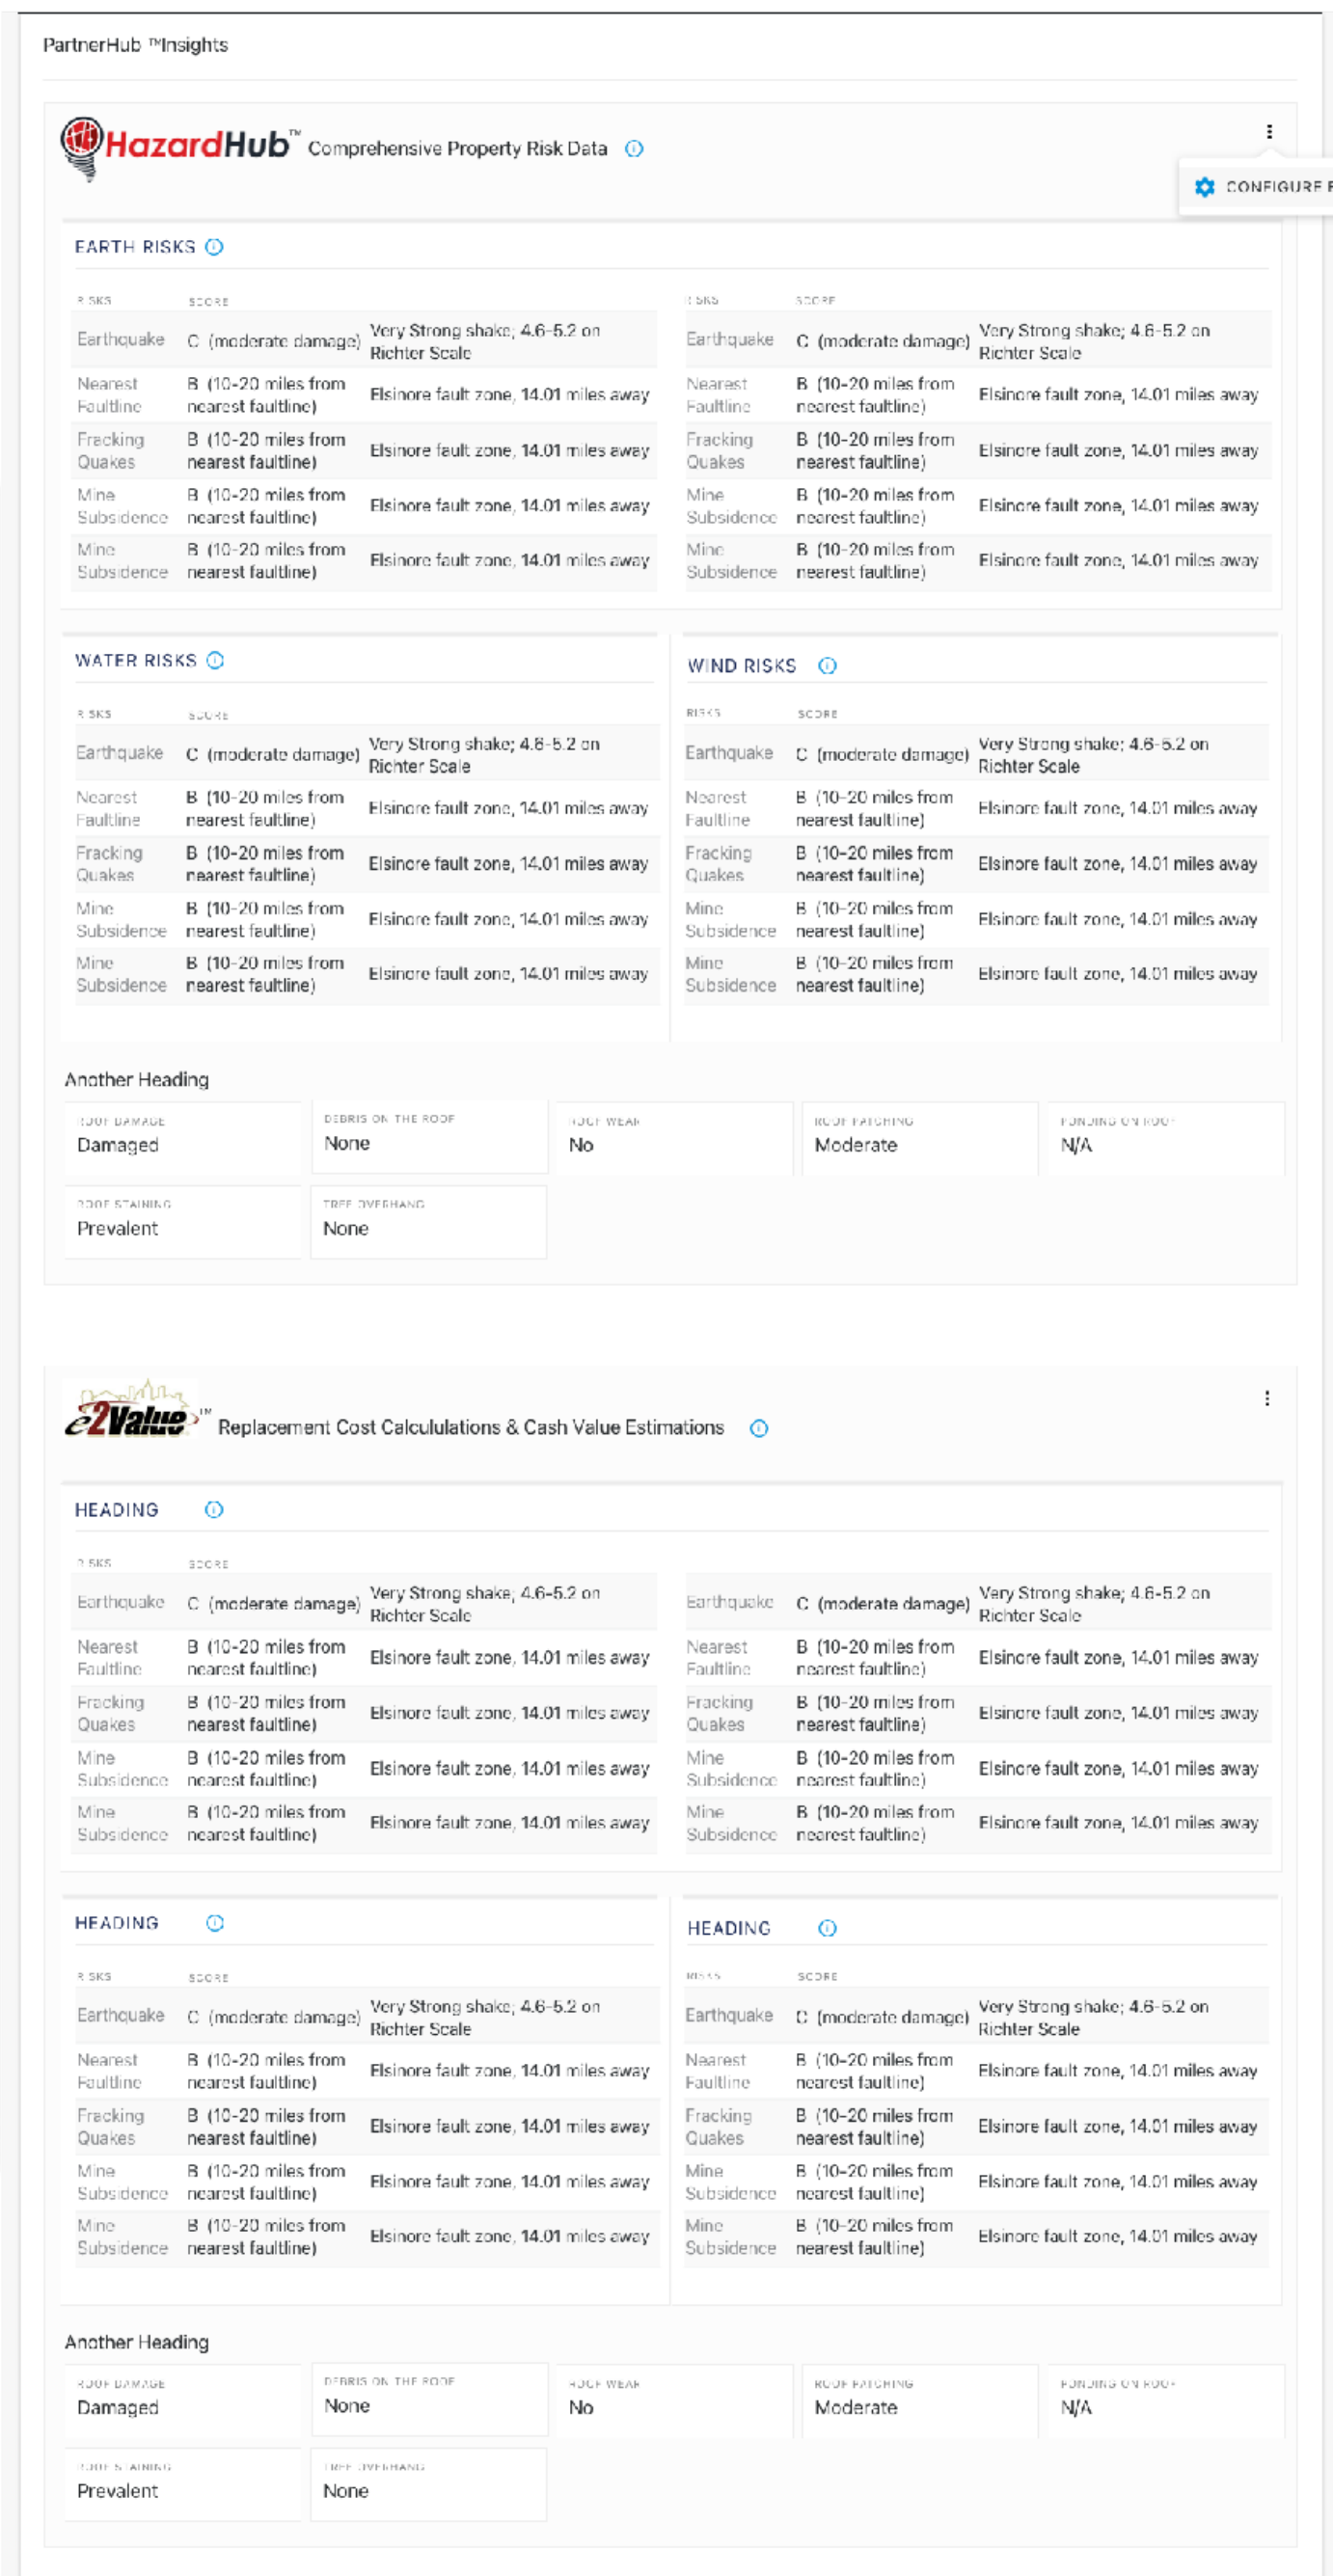 PartnerHub ™Insights
HazardHub™ Comprehensive Property Risk Data
CONFIGURE
EARTH RISKS
RISKS SCORE RISKS SCORE
Earthquake C (moderate damage) Very Strong shake; 4.6-5.2 on Richter Scale Earthquake C (moderate damage) Very Strong shake; 4.6-5.2 on Richter Scale
Nearest Faultline B (10-20 miles from nearest faultline) Elsinore fault zone, 14.01 miles away Nearest Faultline B (10-20 miles from nearest faultline) Elsinore fault zone, 14.01 miles away
Fracking Quakes B (10-20 miles from nearest faultline) Elsinore fault zone, 14.01 miles away Fracking Quakes B (10-20 miles from nearest faultline) Elsinore fault zone, 14.01 miles away
Mine Subsidence B (10-20 miles from nearest faultline) Elsinore fault zone, 14.01 miles away Mine Subsidence B (10-20 miles from nearest faultline) Elsinore fault zone, 14.01 miles away
Mine Subsidence B (10-20 miles from nearest faultline) Elsinore fault zone, 14.01 miles away Mine Subsidence B (10-20 miles from nearest faultline) Elsinore fault zone, 14.01 miles away
WATER RISKS WIND RISKS
RISKS SCORE RISKS SCORE
Earthquake C (moderate damage) Very Strong shake; 4.6-5.2 on Richter Scale Earthquake C (moderate damage) Very Strong shake; 4.6-5.2 on Richter Scale
Nearest Faultline B (10-20 miles from nearest faultline) Elsinore fault zone, 14.01 miles away Nearest Faultline B (10-20 miles from nearest faultline) Elsinore fault zone, 14.01 miles away
Fracking Quakes B (10-20 miles from nearest faultline) Elsinore fault zone, 14.01 miles away Fracking Quakes B (10-20 miles from nearest faultline) Elsinore fault zone, 14.01 miles away
Mine Subsidence B (10-20 miles from nearest faultline) Elsinore fault zone, 14.01 miles away Mine Subsidence B (10-20 miles from nearest faultline) Elsinore fault zone, 14.01 miles away
Mine Subsidence B (10-20 miles from nearest faultline) Elsinore fault zone, 14.01 miles away Mine Subsidence B (10-20 miles from nearest faultline) Elsinore fault zone, 14.01 miles away
Another Heading
ROOF DAMAGE DEBRIS ON THE ROOF ROOF WEAR ROOF PATCHING PONDING ON ROOF
Damaged None No Moderate N/A
ROOF STAINING TREE OVERHANG
Prevalent None
e2Value™ Replacement Cost Calcululations & Cash Value Estimations
HEADING
RISKS SCORE
Earthquake C (moderate damage) Very Strong shake; 4.6-5.2 on Richter Scale Earthquake C (moderate damage) Very Strong shake; 4.6-5.2 on Richter Scale
Nearest Faultline B (10-20 miles from nearest faultline) Elsinore fault zone, 14.01 miles away Nearest Faultline B (10-20 miles from nearest faultline) Elsinore fault zone, 14.01 miles away
Fracking Quakes B (10-20 miles from nearest faultline) Elsinore fault zone, 14.01 miles away Fracking Quakes B (10-20 miles from nearest faultline) Elsinore fault zone, 14.01 miles away
Mine Subsidence B (10-20 miles from nearest faultline) Elsinore fault zone, 14.01 miles away Mine Subsidence B (10-20 miles from nearest faultline) Elsinore fault zone, 14.01 miles away
Mine Subsidence B (10-20 miles from nearest faultline) Elsinore fault zone, 14.01 miles away Mine Subsidence B (10-20 miles from nearest faultline) Elsinore fault zone, 14.01 miles away
HEADING HEADING
RISKS SCORE RISKS SCORE
Earthquake C (moderate damage) Very Strong shake; 4.6-5.2 on Richter Scale Earthquake C (moderate damage) Very Strong shake; 4.6-5.2 on Richter Scale
Nearest Faultline B (10-20 miles from nearest faultline) Elsinore fault zone, 14.01 miles away Nearest Faultline B (10-20 miles from nearest faultline) Elsinore fault zone, 14.01 miles away
Fracking Quakes B (10-20 miles from nearest faultline) Elsinore fault zone, 14.01 miles away Fracking Quakes B (10-20 miles from nearest faultline) Elsinore fault zone, 14.01 miles away
Mine Subsidence B (10-20 miles from nearest faultline) Elsinore fault zone, 14.01 miles away Mine Subsidence B (10-20 miles from nearest faultline) Elsinore fault zone, 14.01 miles away
Mine Subsidence B (10-20 miles from nearest faultline) Elsinore fault zone, 14.01 miles away Mine Subsidence B (10-20 miles from nearest faultline) Elsinore fault zone, 14.01 miles away
Another Heading
ROOF DAMAGE DEBRIS ON THE ROOF ROOF WEAR ROOF PATCHING PONDING ON ROOF
Damaged None No Moderate N/A
ROOF STAINING TREE OVERHANG
Prevalent None